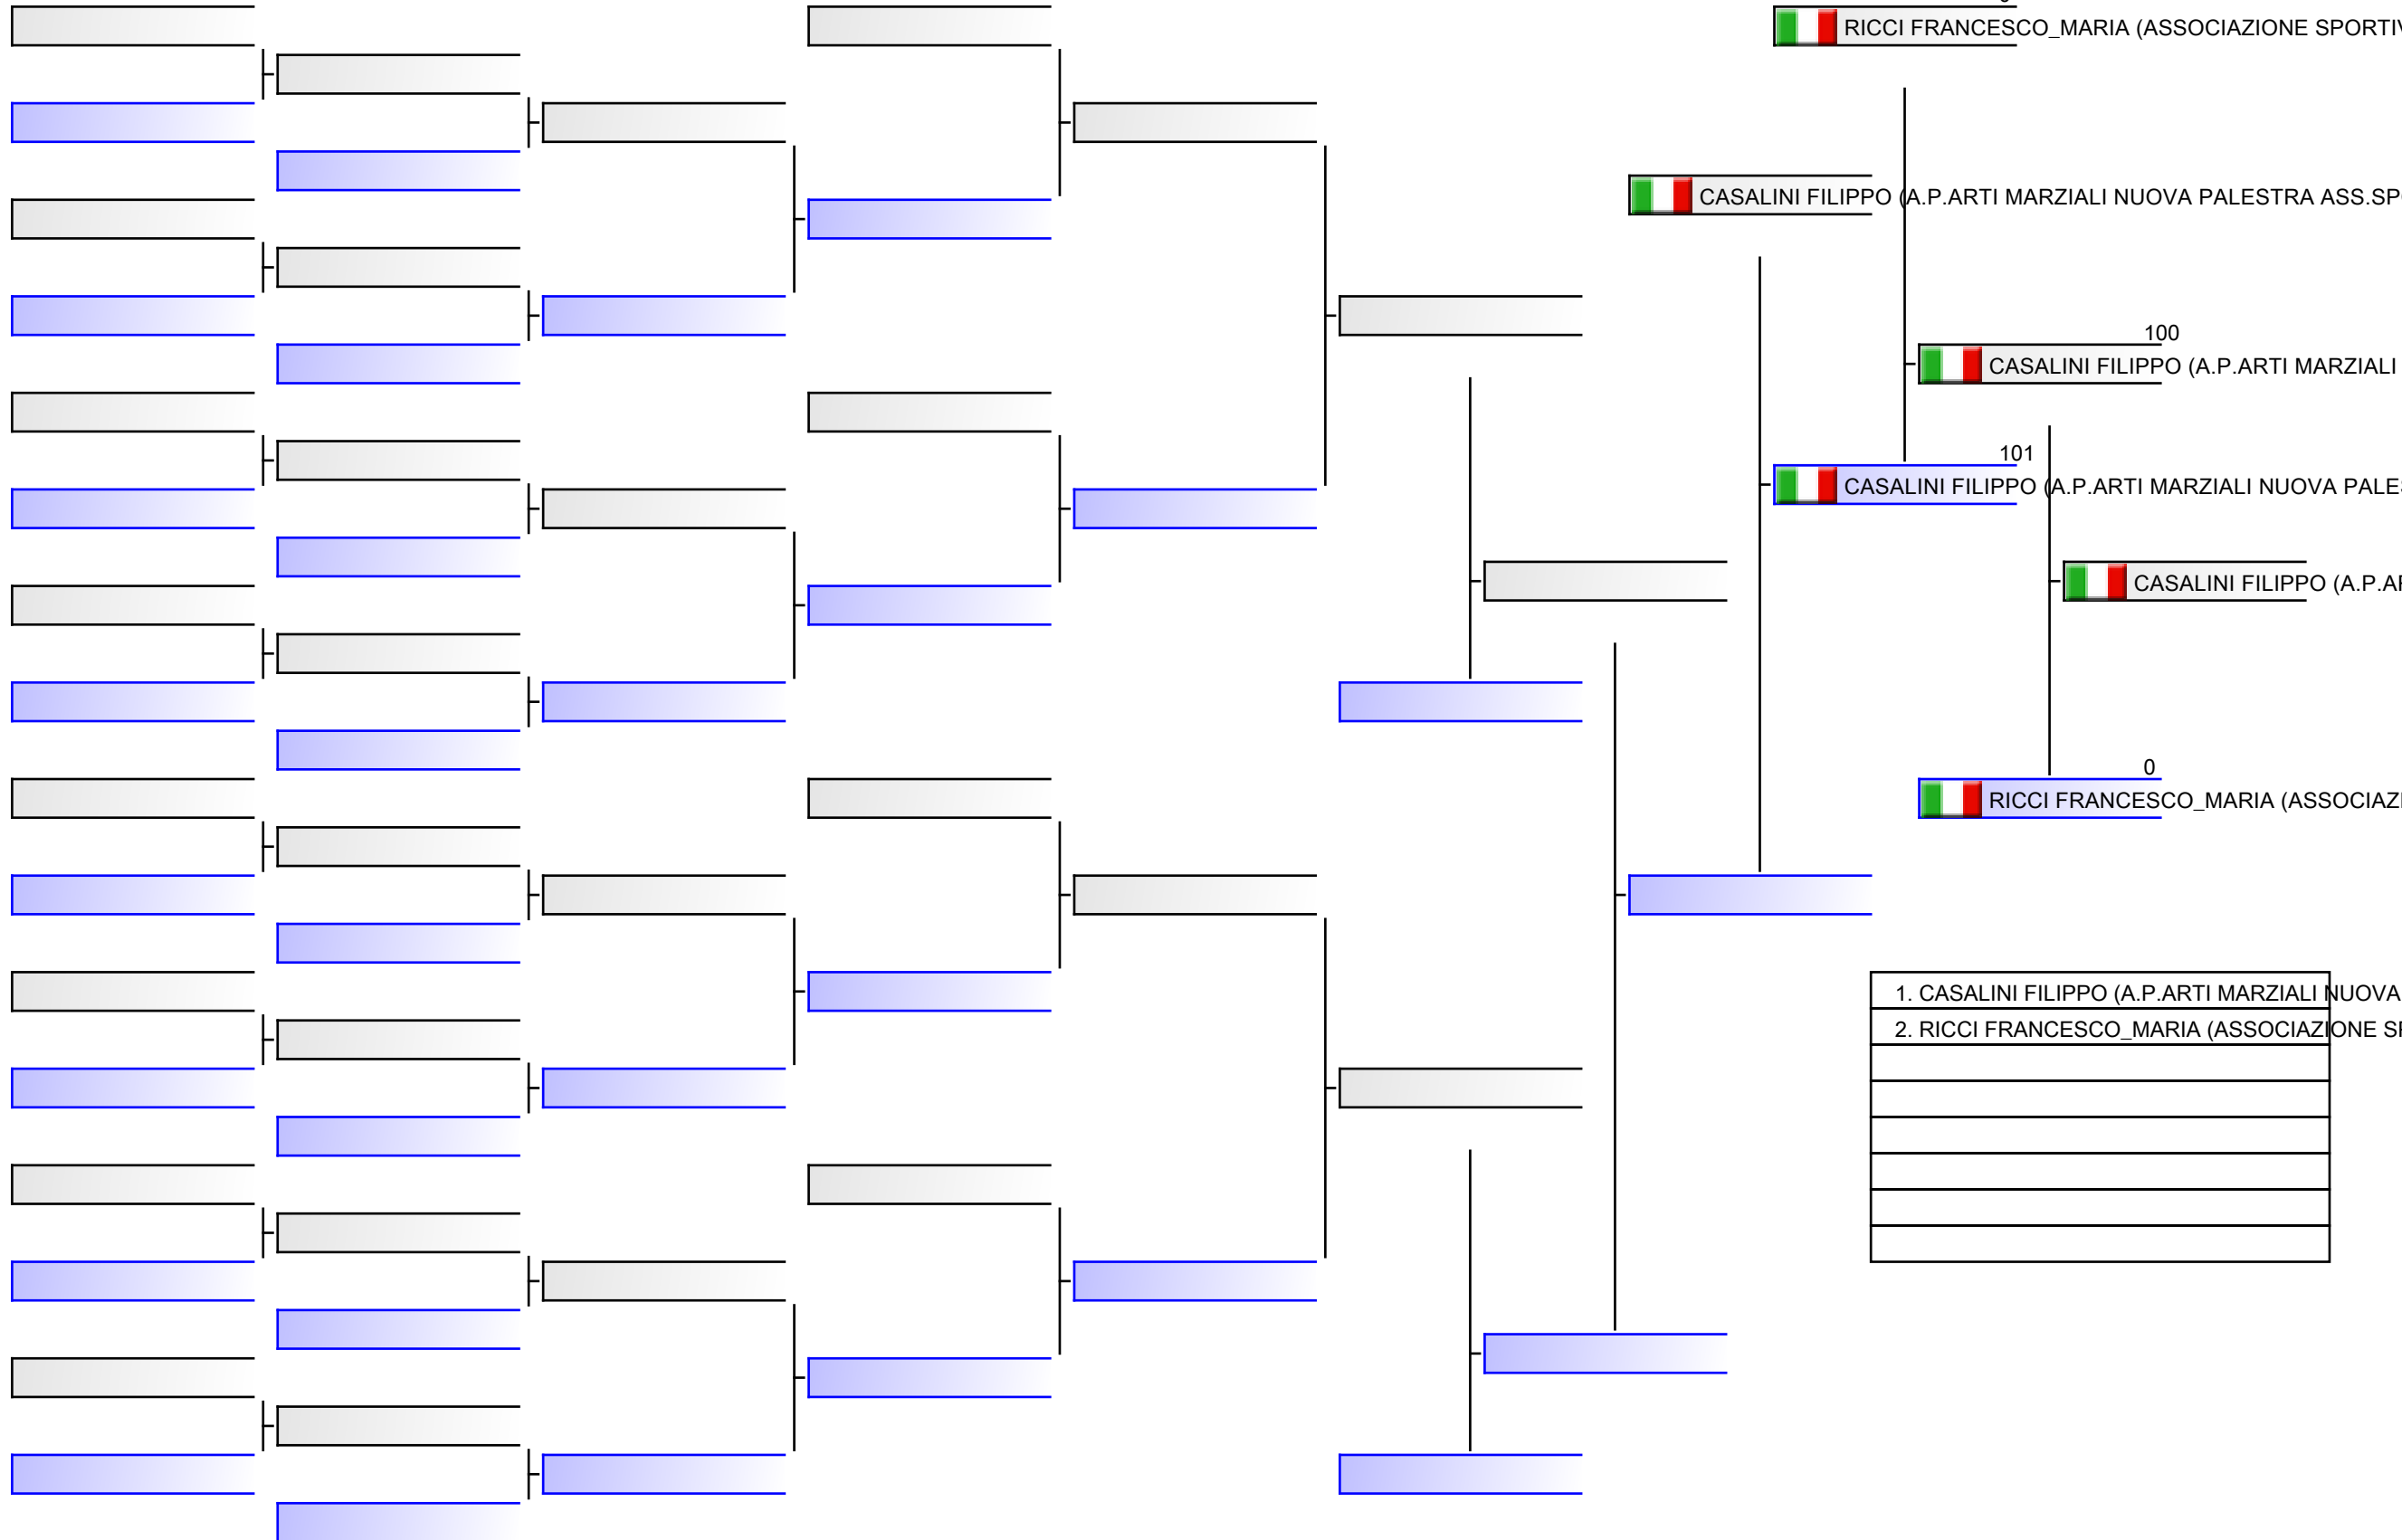 RICCI FRANCESCO_MARIA (ASSOCIAZIONE SPORTIV
CASALINI FILIPPO (A.P.ARTI MARZIALI NUOVA PALESTRA ASS.SP
100
CASALINI FILIPPO (A.P.ARTI MARZIALI
101
CASALINI FILIPPO (A.P.ARTI MARZIALI NUOVA PALE
CASALINI FILIPPO (A.P.A
0
RICCI FRANCESCO_MARIA (ASSOCIAZ
1. CASALINI FILIPPO (A.P.ARTI MARZIALI NUOVA
2. RICCI FRANCESCO_MARIA (ASSOCIAZIONE S